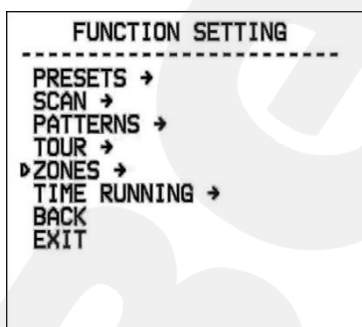 FUNCTION SETTING
------------------------
PRESETS →
SCAN →
PATTERNS →
TOUR →
▷ZONES →
TIME RUNNING →
BACK
EXIT